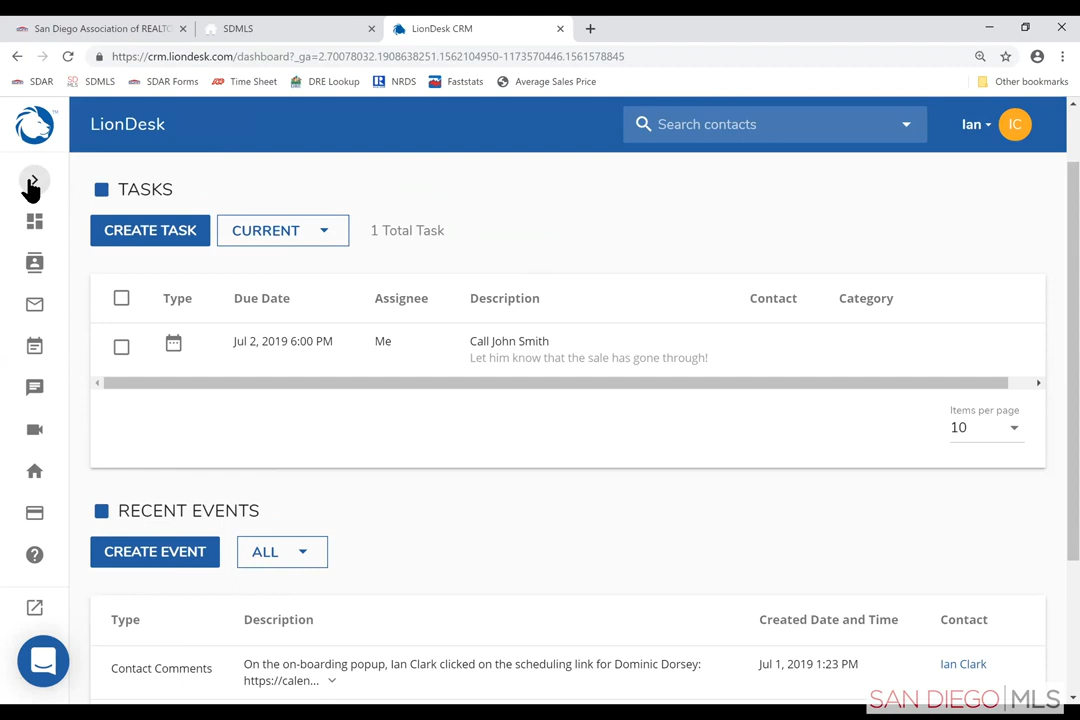 San Diego Association of REALTO
SDMLS
LionDesk CRM
https://crm.liondesk.com/dashboard?_ga=2.70078032.1908638251.1562104950-1173570446.1561578845
SDAR
SDMLS
SDAR Forms
Time Sheet
DRE Lookup
NRDS
Faststats
Average Sales Price
Other bookmarks
LionDesk
Search contacts
Ian
IC
TASKS
CREATE TASK
CURRENT
1 Total Task
Type
Due Date
Assignee
Description
Contact
Category
Jul 2, 2019 6:00 PM
Me
Call John Smith
Let him know that the sale has gone through!
Items per page
10
RECENT EVENTS
CREATE EVENT
ALL
Type
Description
Created Date and Time
Contact
Contact Comments
On the on-boarding popup, Ian Clark clicked on the scheduling link for Dominic Dorsey:
https://calen...
Jul 1, 2019 1:23 PM
Ian Clark
SAN DIEGO | MLS